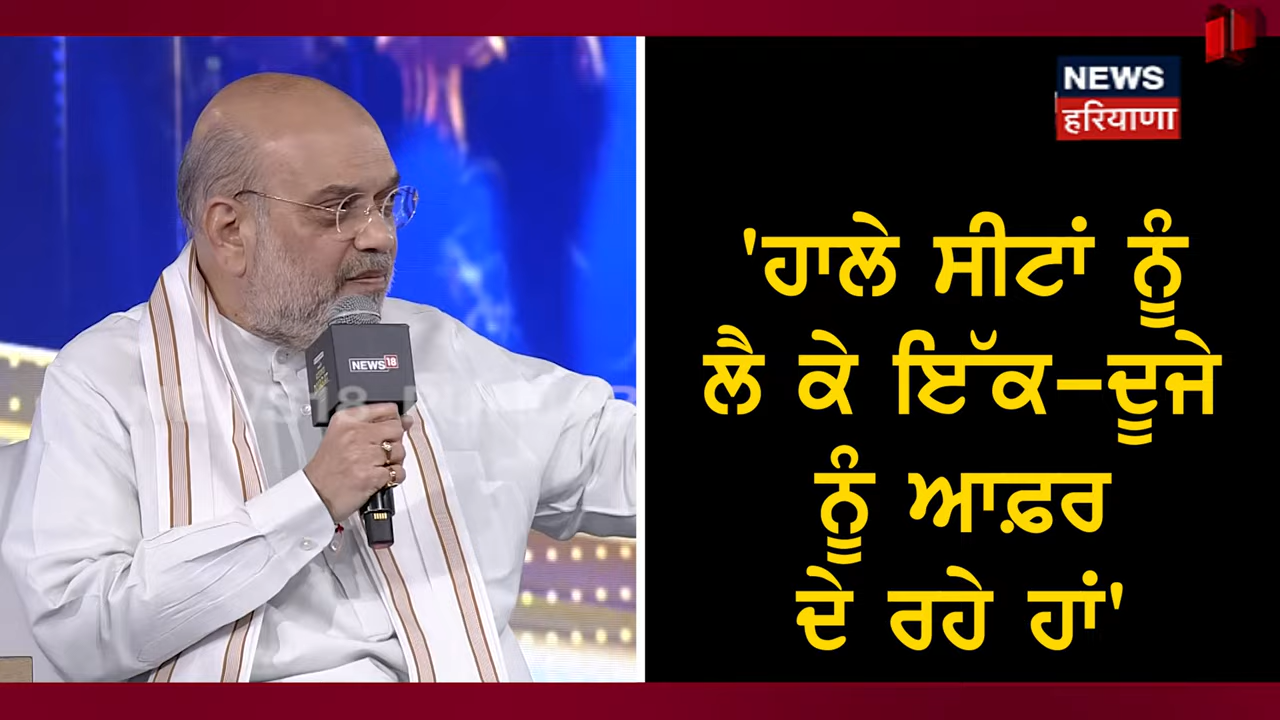 NEWS
हरियाणा
'ਹਾਲੇ ਸੀਟਾਂ ਨੂੰ
ਲੈ ਕੇ ਇੱਕ-ਦੂਜੇ
ਨੂੰ ਆਫ਼ਰ
ਦੇ ਰਹੇ ਹਾਂ'
NEWS18